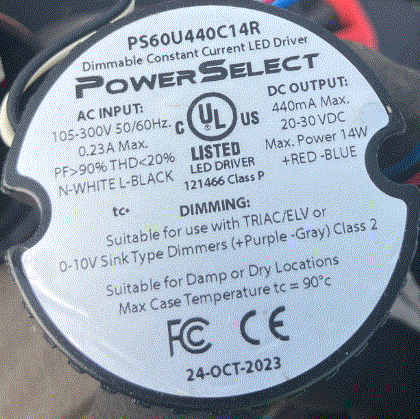 PS60U440C14R
Dimmable Constant Current LED Driver
POWERSELECT
AC INPUT:
105-300V 50/60Hz.
0.23A Max.
PF>90% THD<20%
N-WHITE L-BLACK
C UL US
LISTED
LED DRIVER
121466 Class P
DC OUTPUT:
440mA Max.
20-30 VDC
Max. Power 14W
+RED -BLUE
tc•
DIMMING:
Suitable for use with TRIAC/ELV or
0-10V Sink Type Dimmers (+Purple -Gray) Class 2
Suitable for Damp or Dry Locations
Max Case Temperature tc = 90°c
FC CE
24-OCT-2023